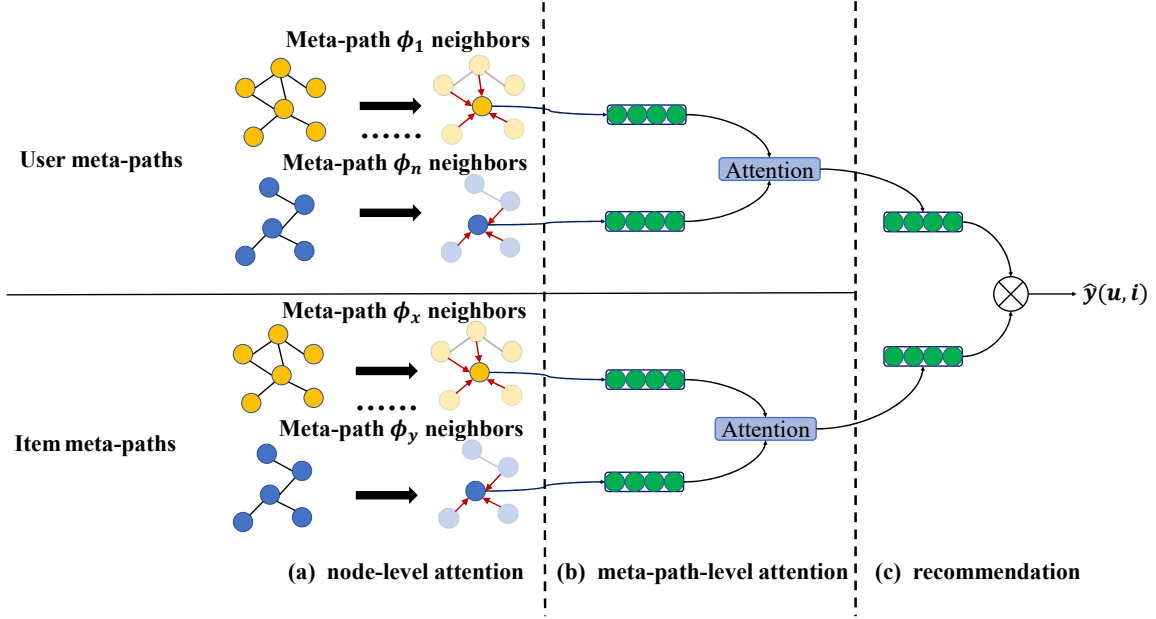 Meta-path ϕ₁ neighbors
......
User meta-paths
Meta-path ϕₙ neighbors
Attention
ŷ(u, i)
Meta-path ϕₓ neighbors
......
Item meta-paths
Meta-path ϕᵧ neighbors
Attention
(a) node-level attention
(b) meta-path-level attention
(c) recommendation